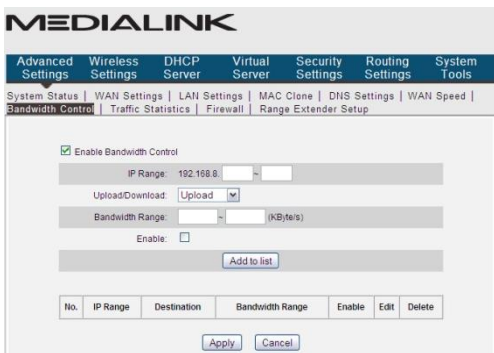 MEDIALINK
Advanced Settings Wireless Settings DHCP Server Virtual Server Security Settings Routing Settings System Tools
System Status | WAN Settings | LAN Settings | MAC Clone | DNS Settings | WAN Speed |
Bandwidth Control | Traffic Statistics | Firewall | Range Extender Setup
Enable Bandwidth Control
IP Range: 192.168.8. ~
Upload/Download: Upload
Bandwidth Range: ~ (KByte/s)
Enable:
Add to list
No. IP Range Destination Bandwidth Range Enable Edit Delete
Apply Cancel